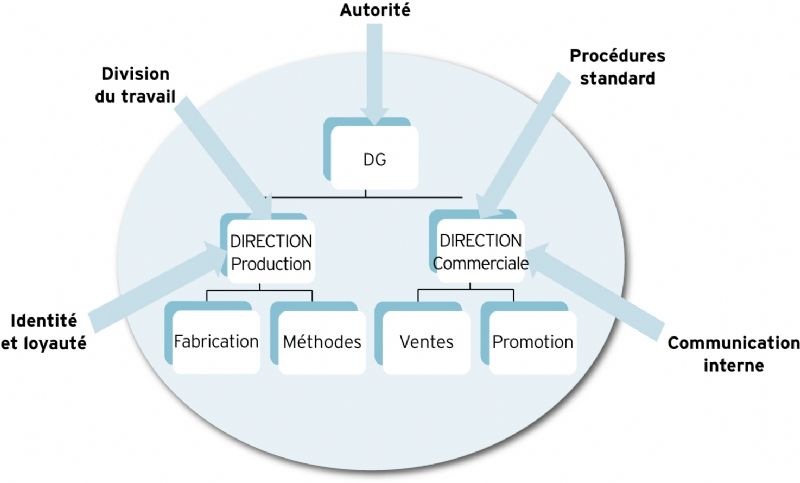 Autorité
Division
du travail
Procédures
standard
DG
DIRECTION
Production
DIRECTION
Commerciale
Identité
et loyauté
Fabrication
Méthodes
Ventes
Promotion
Communication
interne